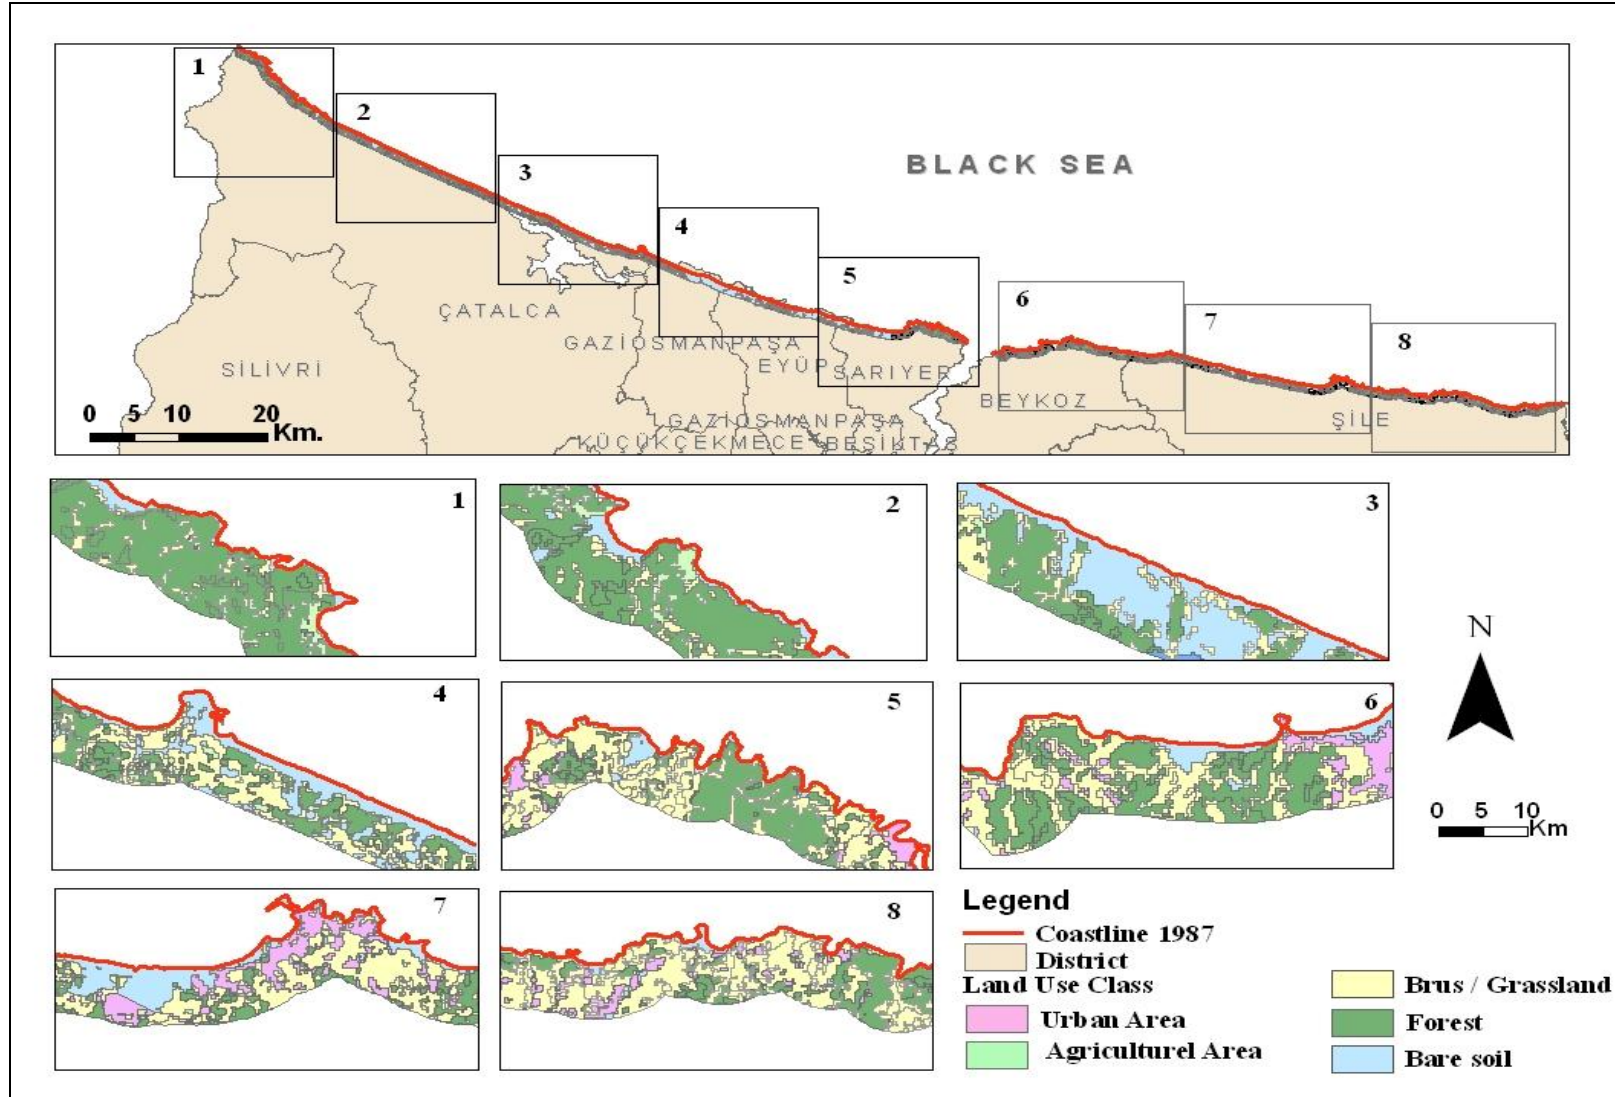 1
2
3
BLACK SEA
4
5
6
7
8
ÇATALCA
GAZİOSMANPAŞA
EYÜP
SARIYER
SİLİVRİ
BEYKOZ
ŞİLE
GAZİOSMANPAŞA
KÜÇÜKÇEKMECE
BEŞİKTAŞ
0 5 10 20
Km.
1
2
3
N
4
5
6
0 5 10
Km
7
8
Legend
Coastline 1987
District
Land Use Class
Urban Area
Agriculturel Area
Brus / Grassland
Forest
Bare soil